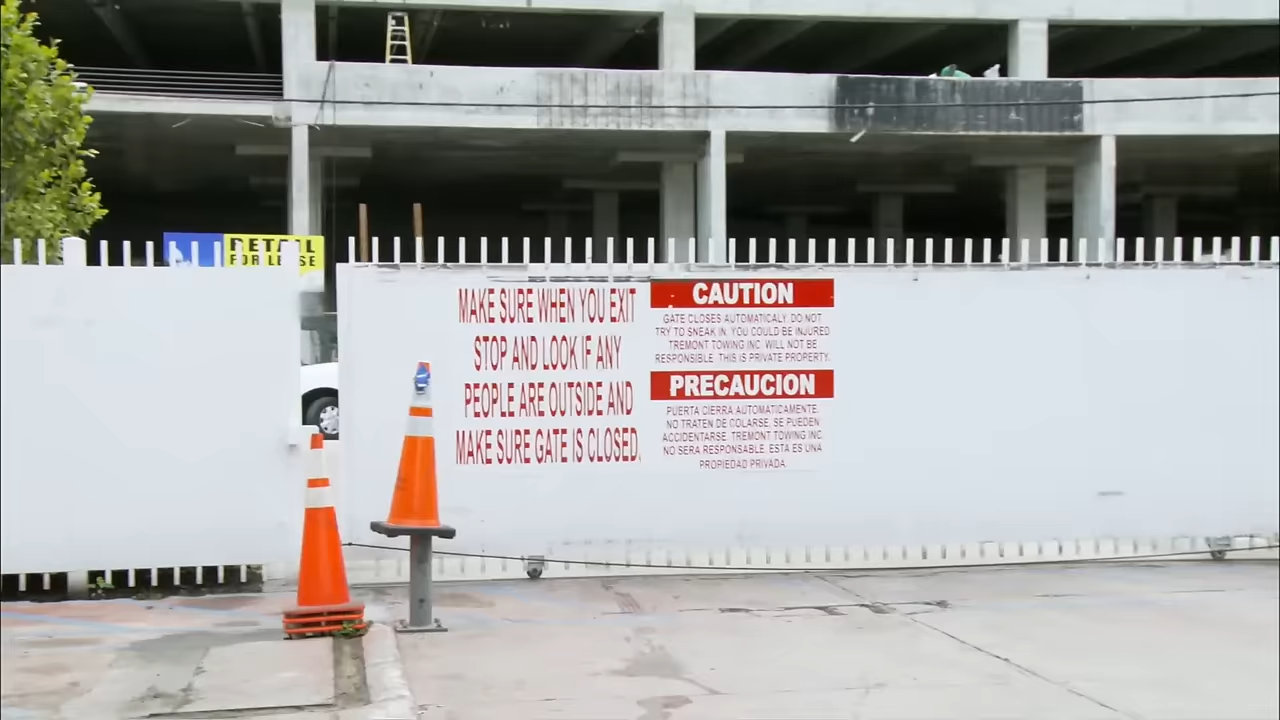 RETAIL
FOR LEASE
MAKE SURE WHEN YOU EXIT
STOP AND LOOK IF ANY
PEOPLE ARE OUTSIDE AND
MAKE SURE GATE IS CLOSED.
CAUTION
GATE CLOSES AUTOMATICALY. DO NOT
TRY TO SNEAK IN. YOU COULD BE INJURED
TREMONT TOWING INC. WILL NOT BE
RESPONSIBLE. THIS IS PRIVATE PROPERTY.
PRECAUCION
PUERTA CIERRA AUTOMATICAMENTE.
NO TRATEN DE COLARSE. SE PUEDEN
ACCIDENTARSE. TREMONT TOWING INC.
NO SERA RESPONSABLE. ESTA ES UNA
PROPIEDAD PRIVADA.